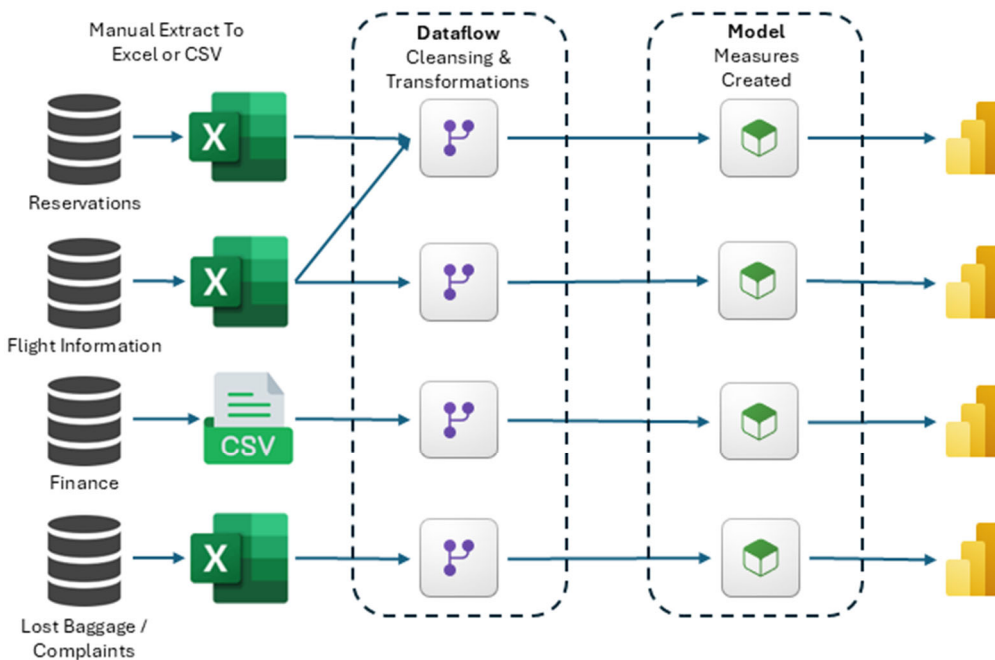 Manual Extract To
Excel or CSV
Dataflow
Cleansing &
Transformations
Model
Measures
Created
X
Reservations
X
Flight Information
CSV
Finance
X
Lost Baggage /
Complaints